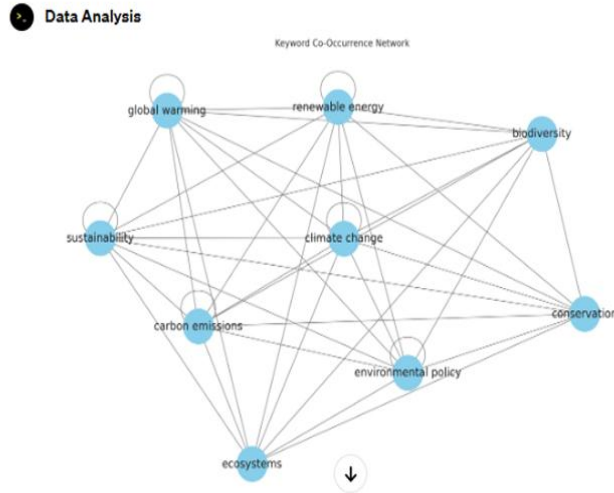 Data Analysis
Keyword Co-Occurrence Network
global warming
renewable energy
biodiversity
sustainability
climate change
conservation
carbon emissions
environmental policy
ecosystems